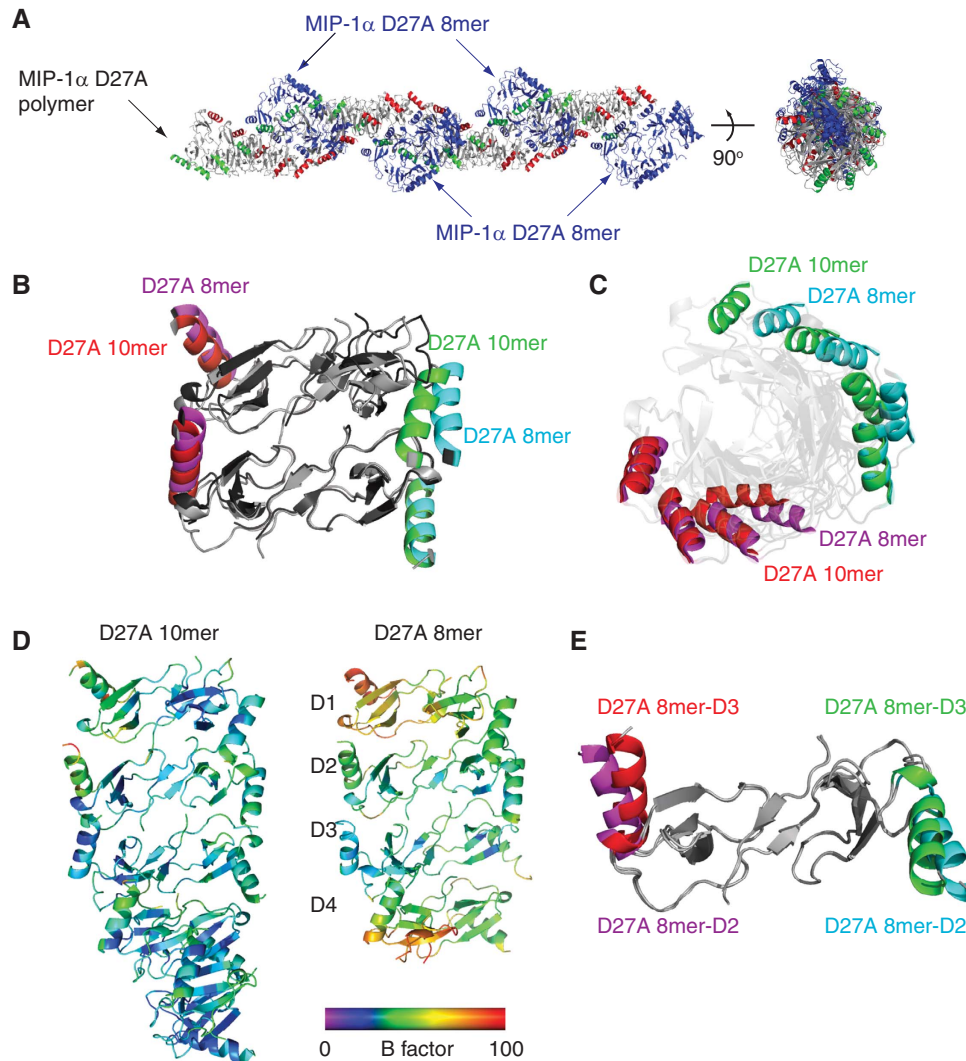 A
MIP-1α D27A 8mer
MIP-1α D27A
polymer
90°
MIP-1α D27A 8mer
B
D27A 8mer
D27A 10mer
D27A 10mer
D27A 8mer
C
D27A 10mer
D27A 8mer
D27A 8mer
D27A 10mer
D
D27A 10mer
D27A 8mer
D1
D2
D3
D4
0 B factor 100
E
D27A 8mer-D3
D27A 8mer-D3
D27A 8mer-D2
D27A 8mer-D2